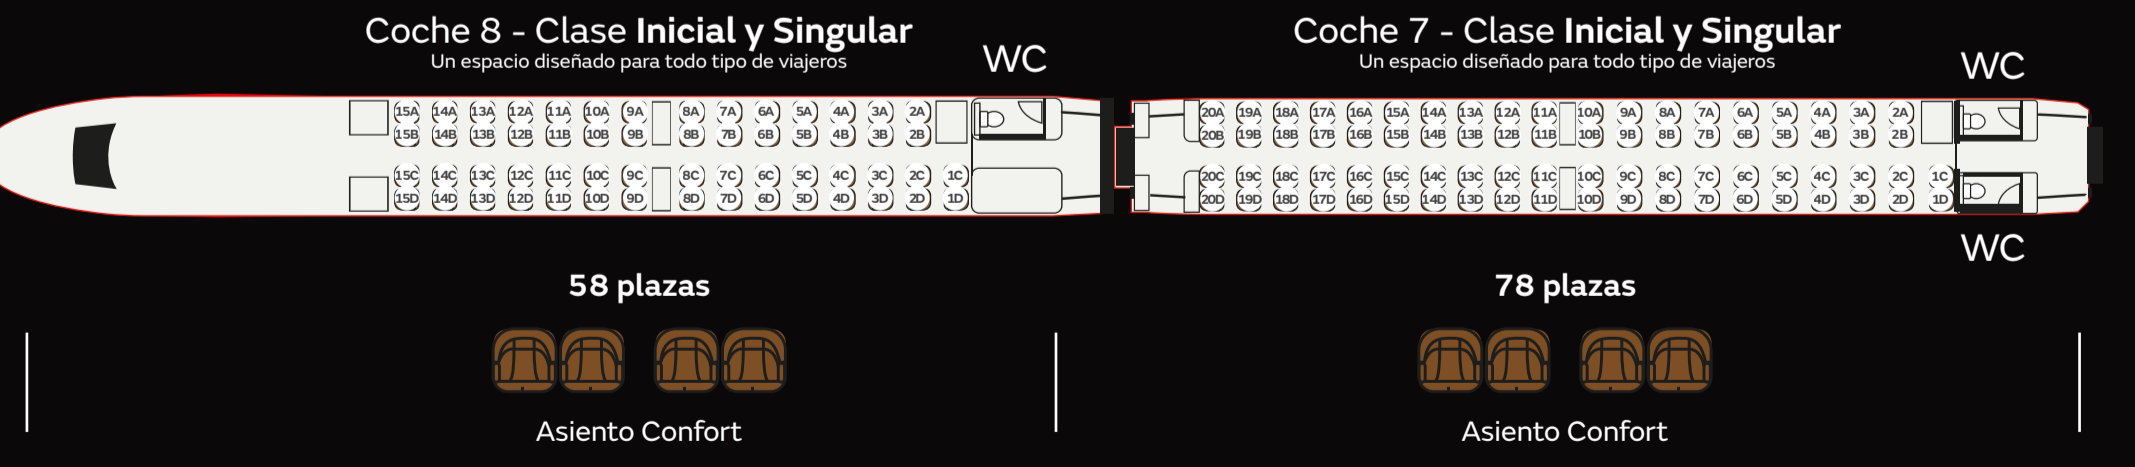 Coche 8 - Clase Inicial y Singular
Un espacio diseñado para todo tipo de viajeros
WC
15A 14A 13A 12A 11A 10A 9A 8A 7A 6A 5A 4A 3A 2A
15B 14B 13B 12B 11B 10B 9B 8B 7B 6B 5B 4B 3B 2B
15C 14C 13C 12C 11C 10C 9C 8C 7C 6C 5C 4C 3C 2C 1C
15D 14D 13D 12D 11D 10D 9D 8D 7D 6D 5D 4D 3D 2D 1D
58 plazas
Asiento Confort
Coche 7 - Clase Inicial y Singular
Un espacio diseñado para todo tipo de viajeros
WC
20A 19A 18A 17A 16A 15A 14A 13A 12A 11A 10A 9A 8A 7A 6A 5A 4A 3A 2A
20B 19B 18B 17B 16B 15B 14B 13B 12B 11B 10B 9B 8B 7B 6B 5B 4B 3B 2B
20C 19C 18C 17C 16C 15C 14C 13C 12C 11C 10C 9C 8C 7C 6C 5C 4C 3C 2C 1C
20D 19D 18D 17D 16D 15D 14D 13D 12D 11D 10D 9D 8D 7D 6D 5D 4D 3D 2D 1D
WC
78 plazas
Asiento Confort